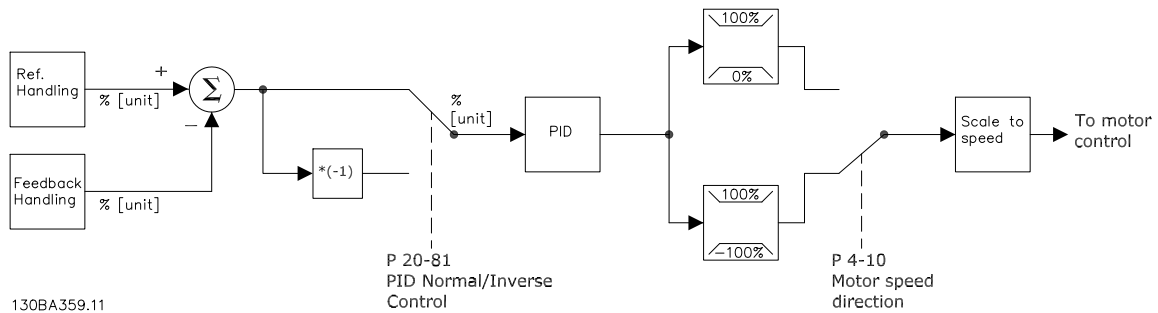 Ref.
Handling
+
% [unit]
Σ
−
Feedback
Handling
% [unit]
*(-1)
%
[unit]
P 20-81
PID Normal/Inverse
Control
PID
100%
0%
100%
-100%
P 4-10
Motor speed
direction
Scale to
speed
To motor
control
130BA359.11